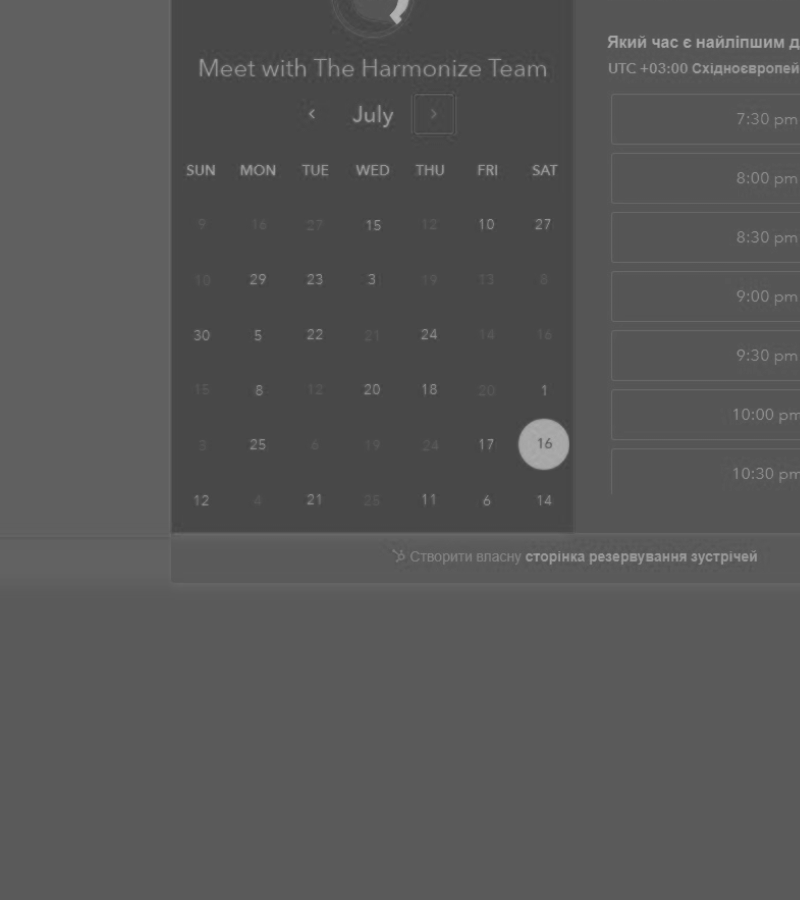 Meet with The Harmonize Team
July
SUN MON TUE WED THU FRI SAT
9 16 27 15 12 10 27
29 23 3 19 13 8
30 5 22 21 24 14 16
15 8 12 20 18 20 1
3 25 6 19 24 17 16
12 4 21 25 11 6 14
Який час є найліпшим д
UTC +03:00 Східноєвропей
7:30 pm
8:00 pm
8:30 pm
9:00 pm
9:30 pm
10:00 pm
10:30 pm
Створити власну сторінка резервування зустрічей